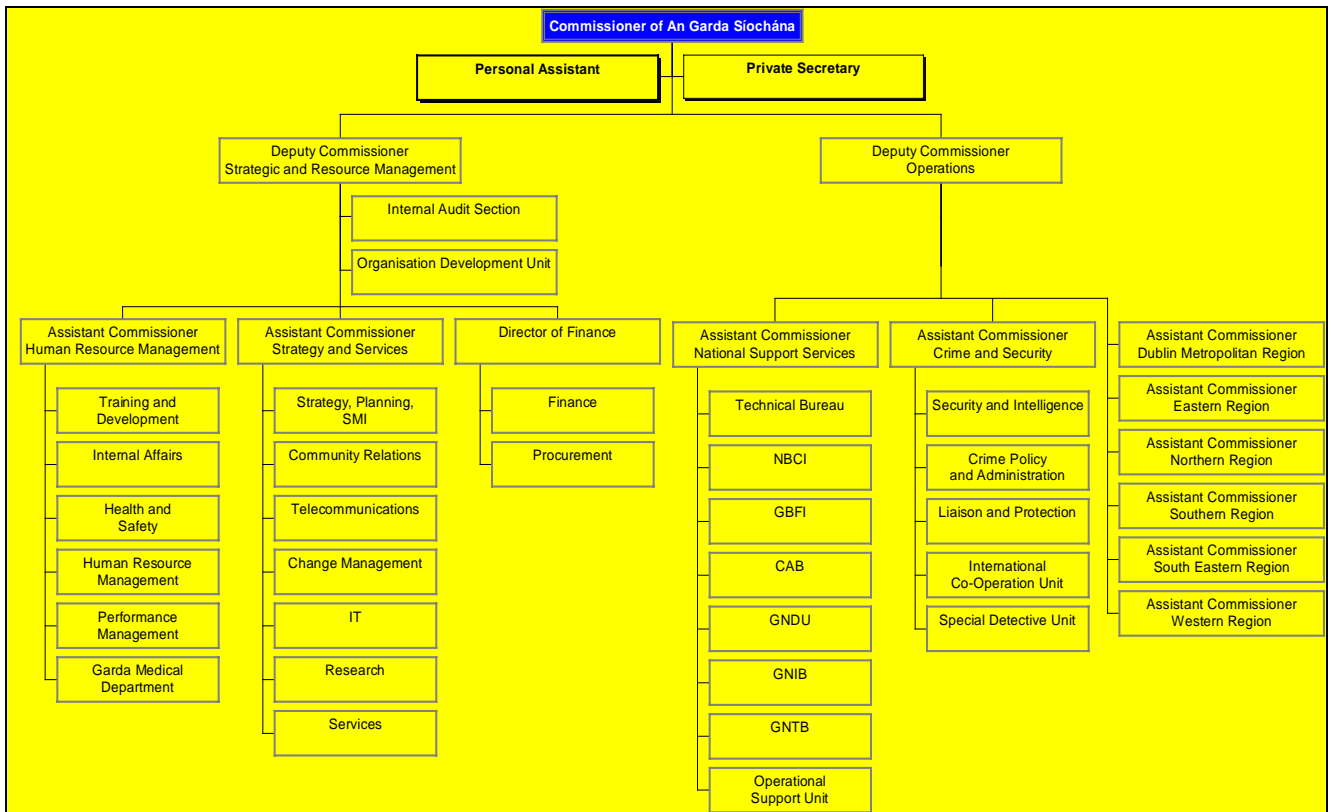 Commissioner of An Garda Síochána
Personal Assistant
Private Secretary
Deputy Commissioner
Strategic and Resource Management
Deputy Commissioner
Operations
Internal Audit Section
Organisation Development Unit
Assistant Commissioner
Human Resource Management
Training and
Development
Internal Affairs
Health and
Safety
Human Resource
Management
Performance
Management
Garda Medical
Department
Assistant Commissioner
Strategy and Services
Strategy, Planning,
SMI
Community Relations
Telecommunications
Change Management
IT
Research
Services
Director of Finance
Finance
Procurement
Assistant Commissioner
National Support Services
Technical Bureau
NBCI
GBFI
CAB
GNDU
GNIB
GNTB
Operational
Support Unit
Assistant Commissioner
Crime and Security
Security and Intelligence
Crime Policy
and Administration
Liaison and Protection
International
Co-Operation Unit
Special Detective Unit
Assistant Commissioner
Dublin Metropolitan Region
Assistant Commissioner
Eastern Region
Assistant Commissioner
Northern Region
Assistant Commissioner
Southern Region
Assistant Commissioner
South Eastern Region
Assistant Commissioner
Western Region